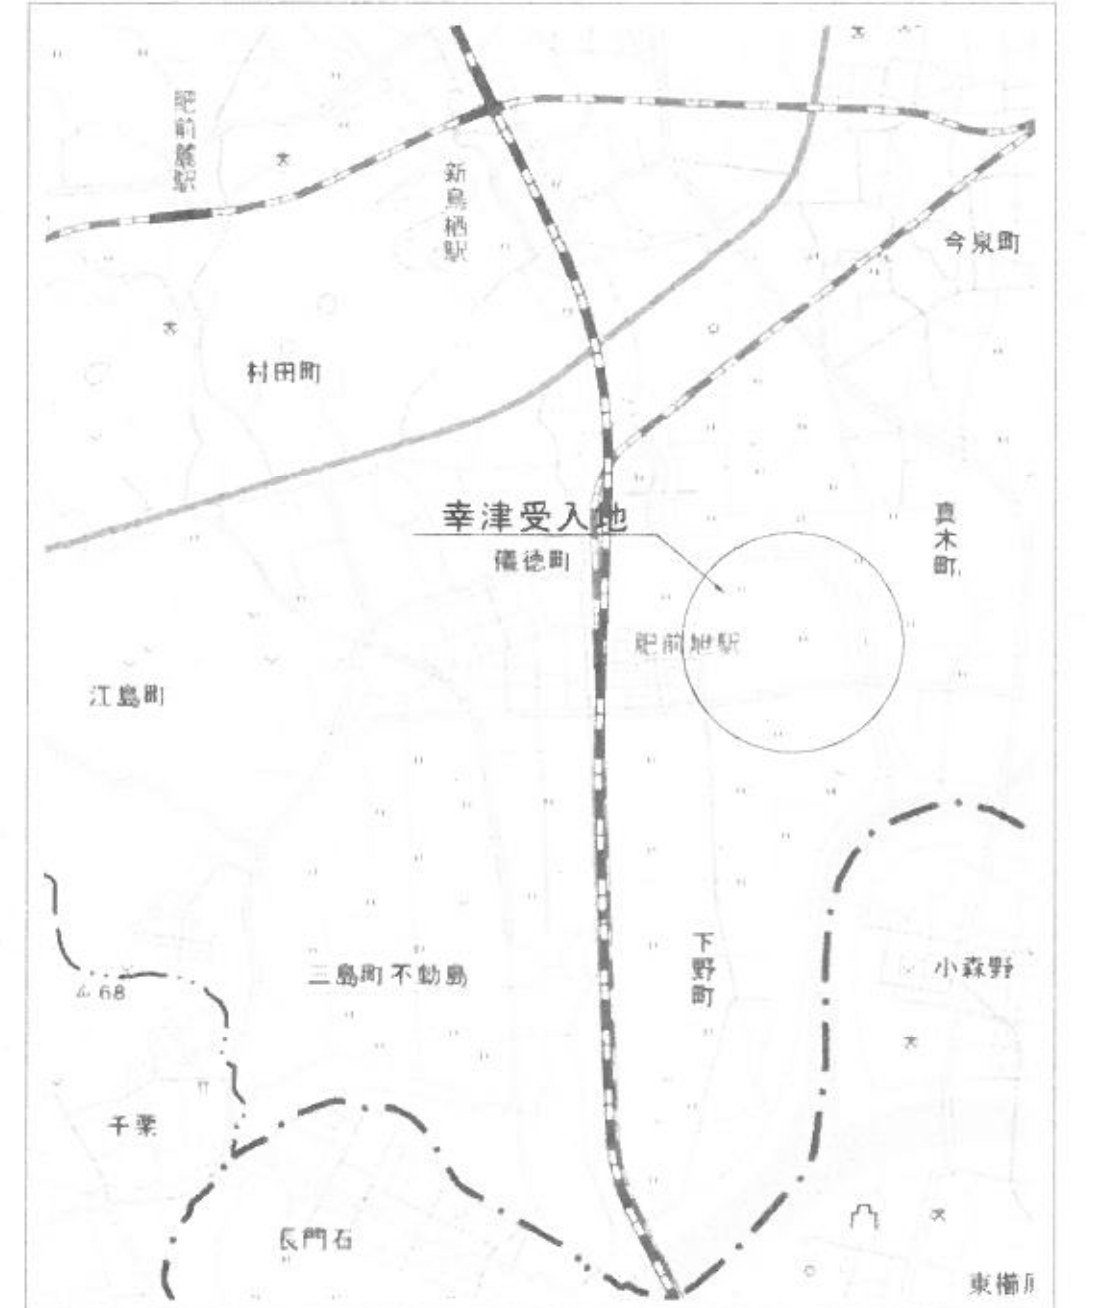 肥前麓駅
新鳥栖駅
今泉町
村田町
幸津受入地
儀徳町
真木町
肥前旭駅
江島町
三島町不動島
下野町
小森野
68
千栗
長門石
東櫛原